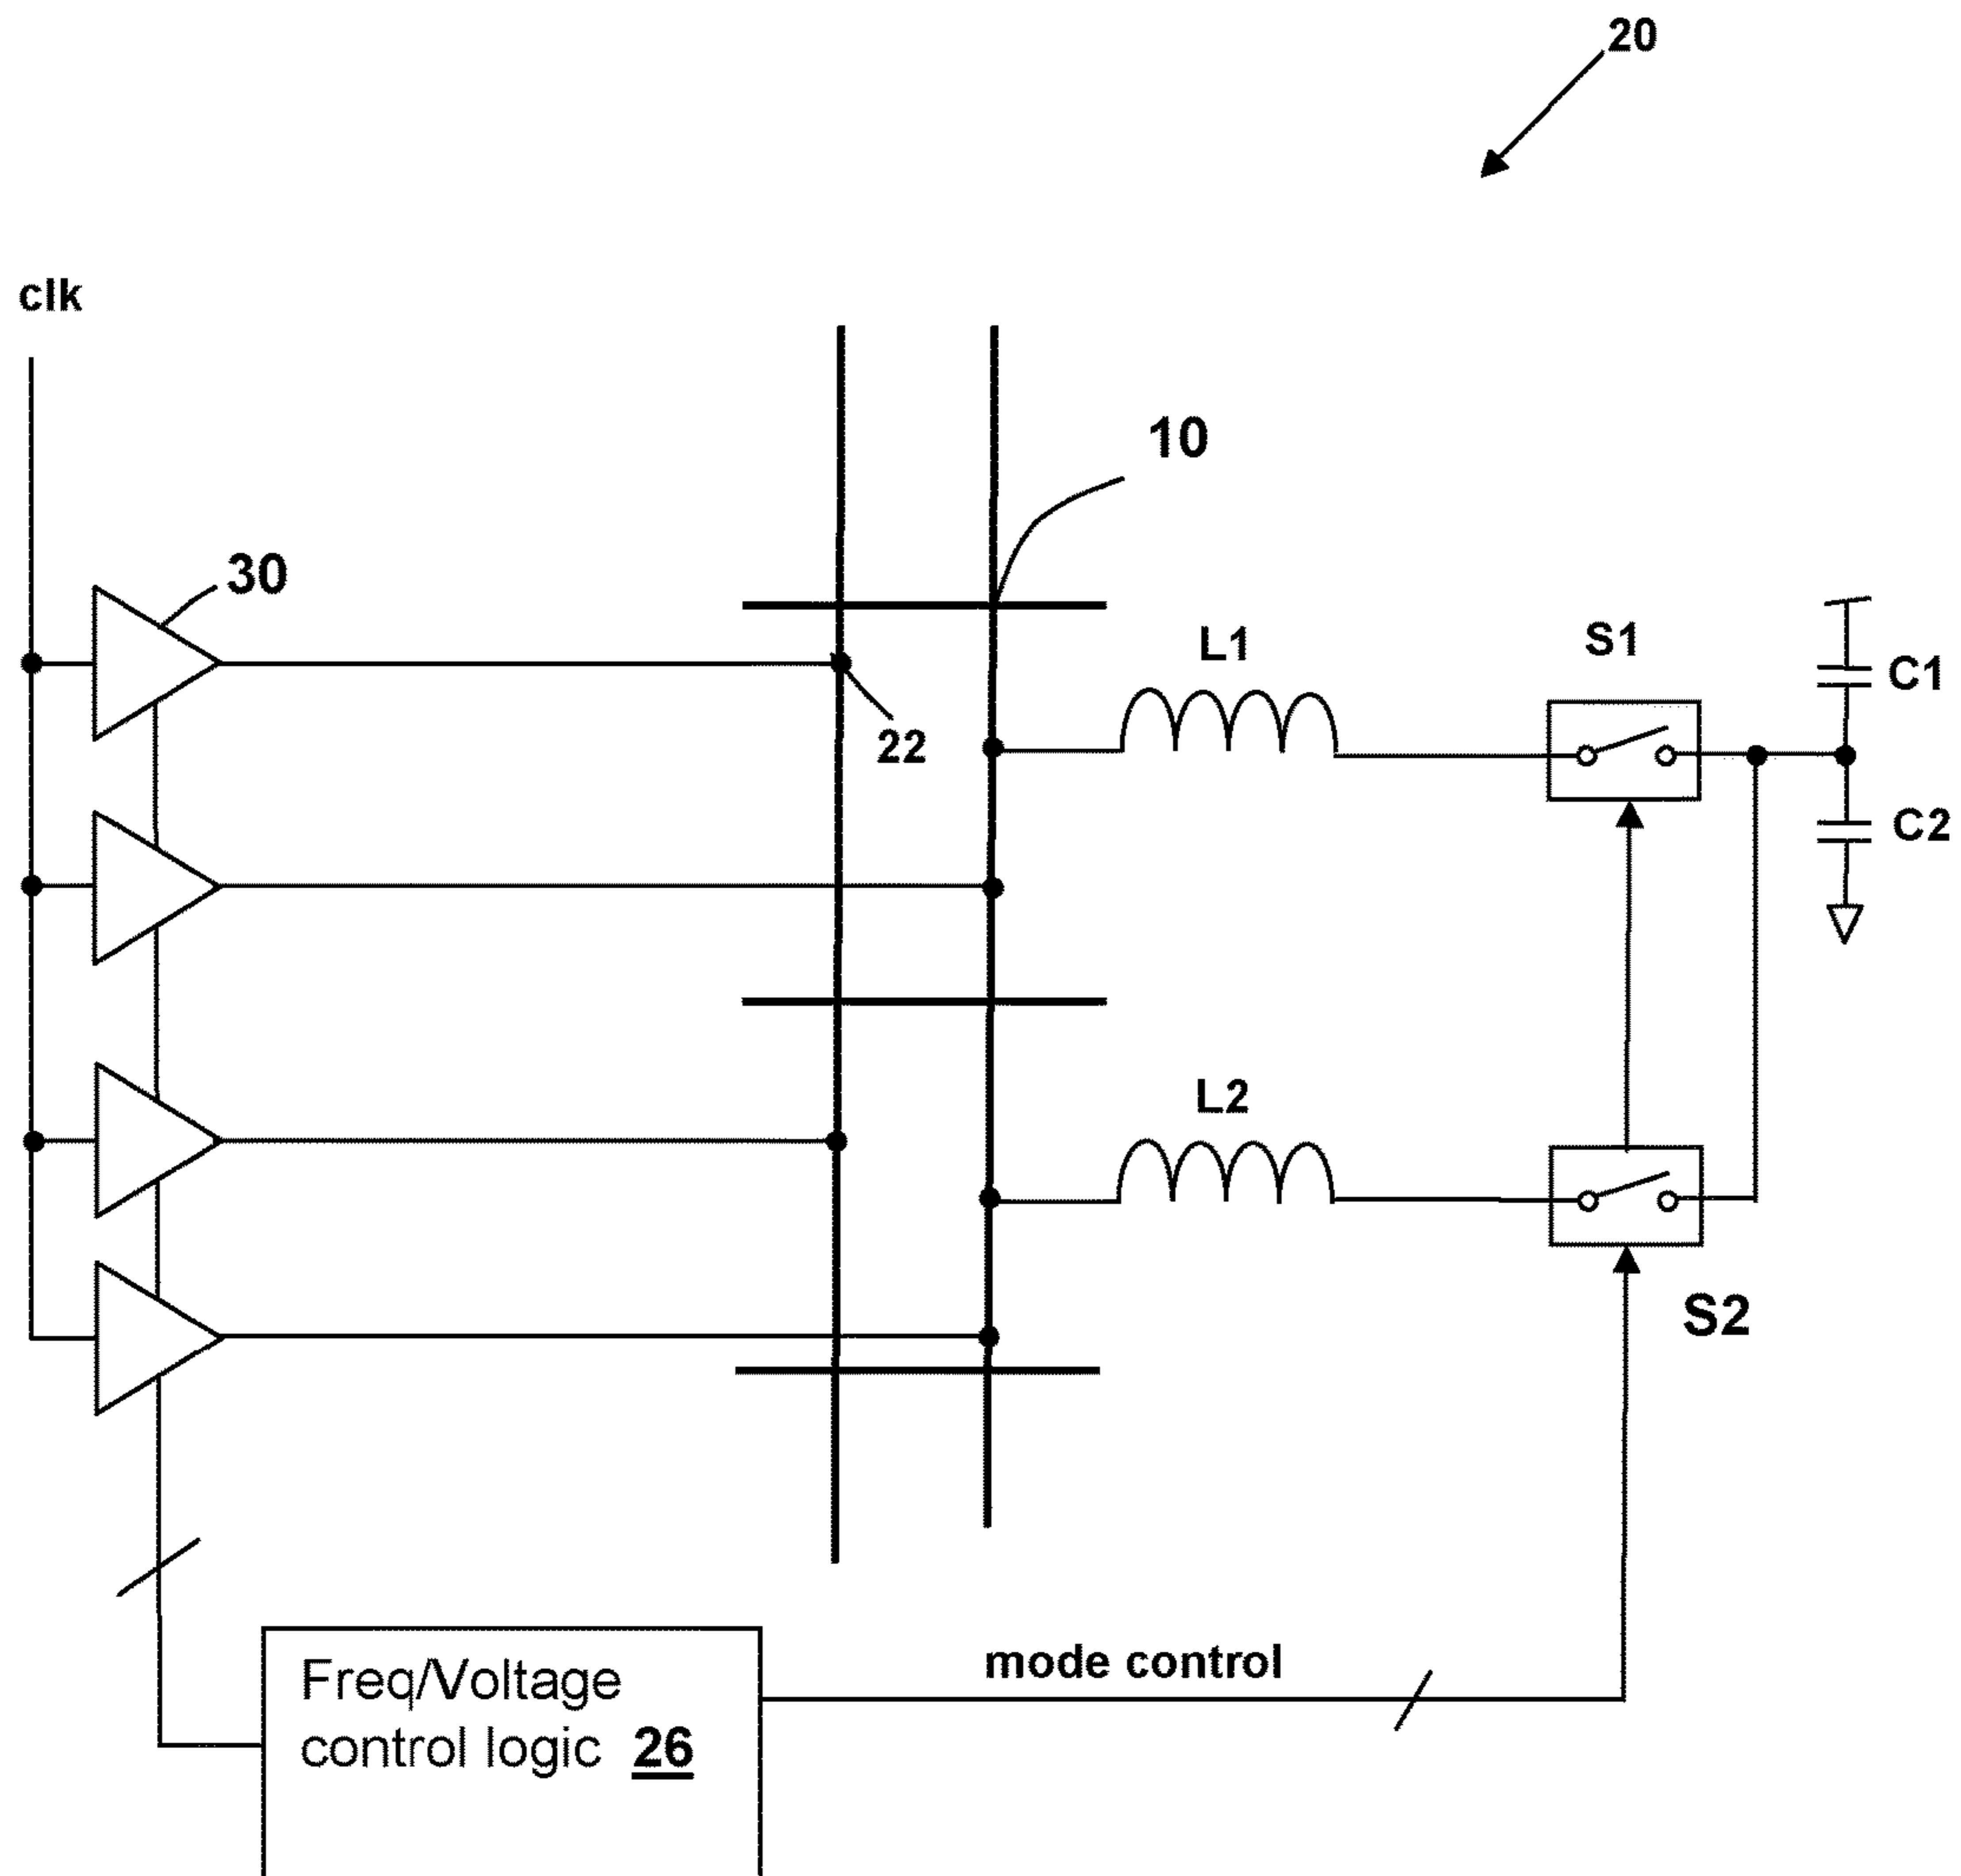 20
clk
10
30
L1
S1
C1
22
C2
L2
S2
mode control
Freq/Voltage
control logic 26